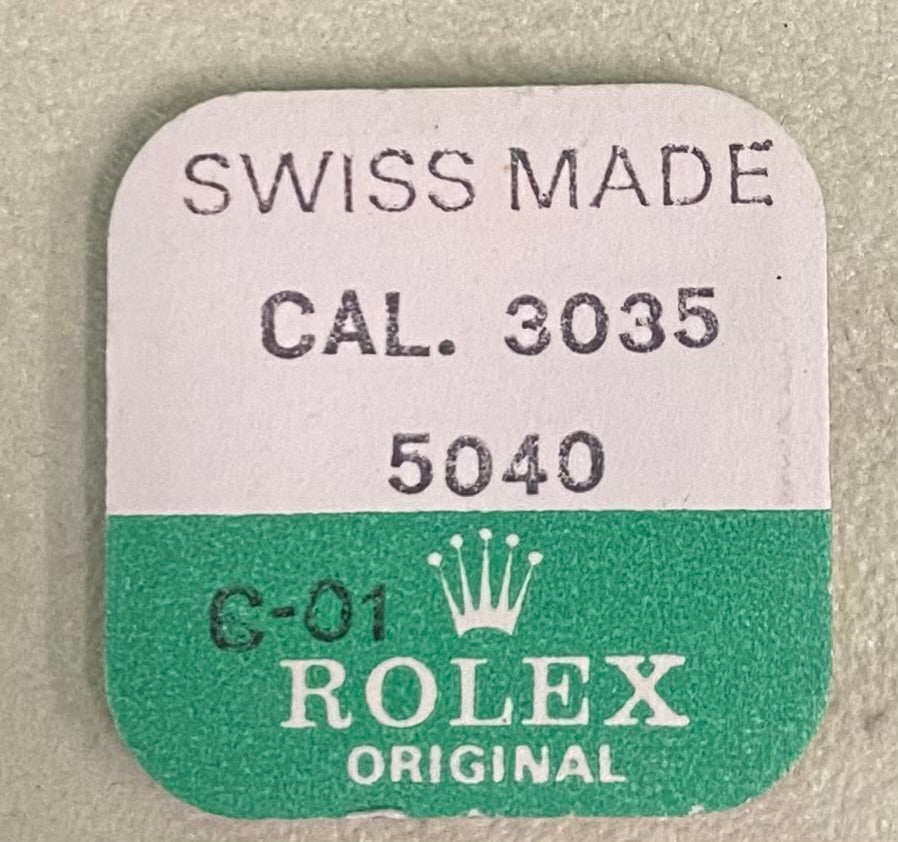 SWISS MADE
CAL. 3035
5040
C-01
ROLEX
ORIGINAL